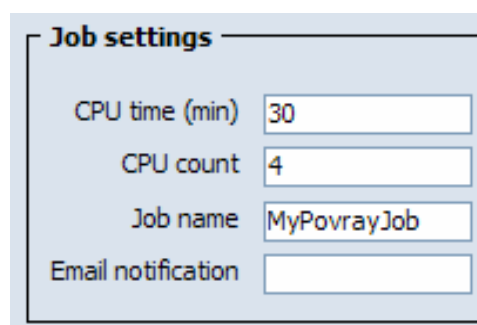 Job settings
CPU time (min) 30
CPU count 4
Job name MyPovrayJob
Email notification